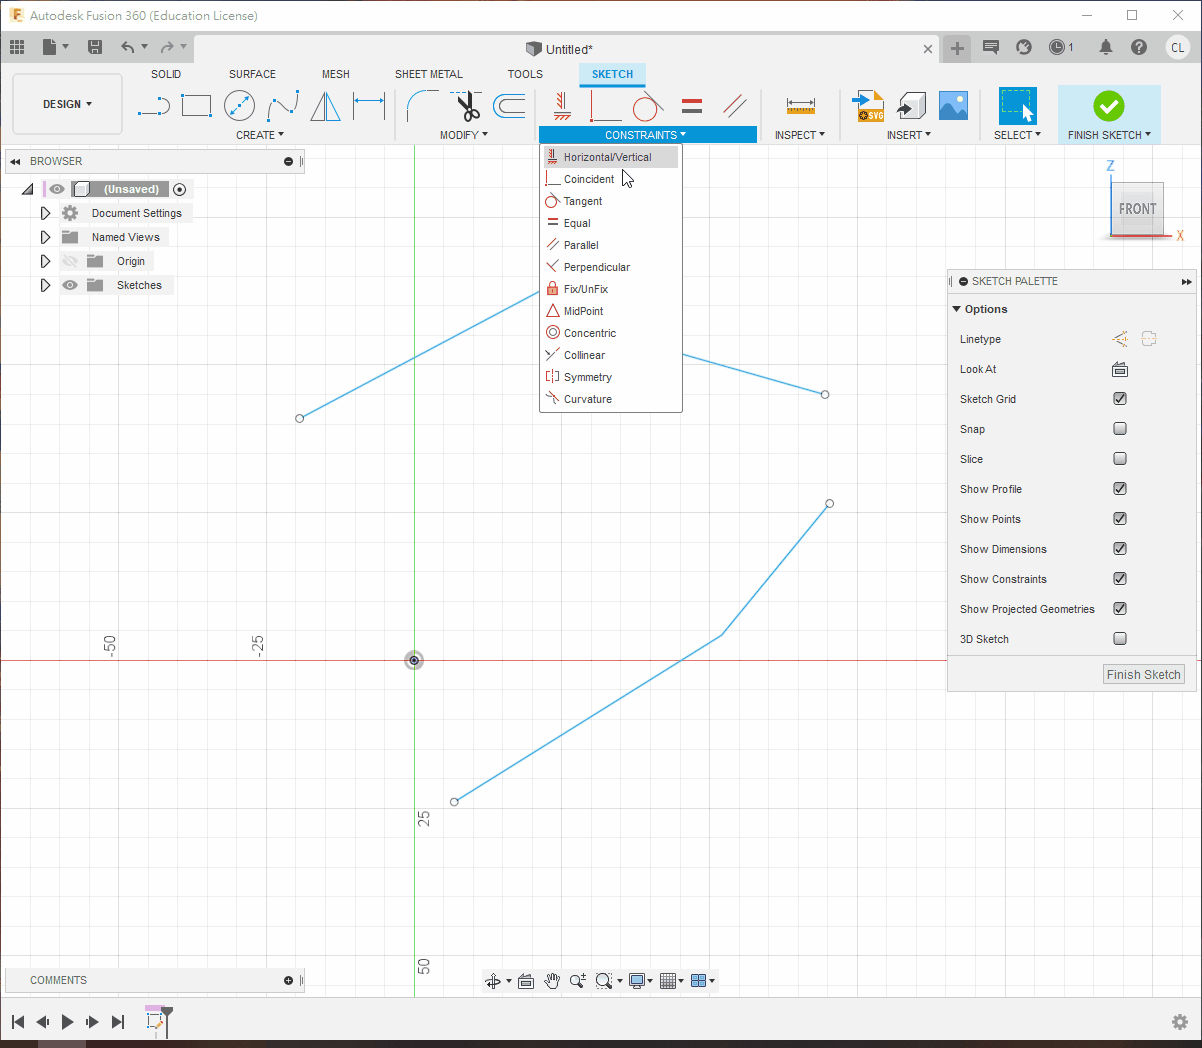 Autodesk Fusion 360 (Education License)
Untitled*
1
CL
SOLID SURFACE MESH SHEET METAL TOOLS SKETCH
DESIGN
SVG
CREATE MODIFY CONSTRAINTS INSPECT INSERT SELECT FINISH SKETCH
BROWSER
(Unsaved)
Document Settings
Named Views
Origin
Sketches
Horizontal/Vertical
Coincident
Tangent
Equal
Parallel
Perpendicular
Fix/UnFix
MidPoint
Concentric
Collinear
Symmetry
Curvature
Z
FRONT
X
SKETCH PALETTE
Options
Linetype
Look At
Sketch Grid
Snap
Slice
Show Profile
Show Points
Show Dimensions
Show Constraints
Show Projected Geometries
3D Sketch
Finish Sketch
-50
-25
25
50
COMMENTS